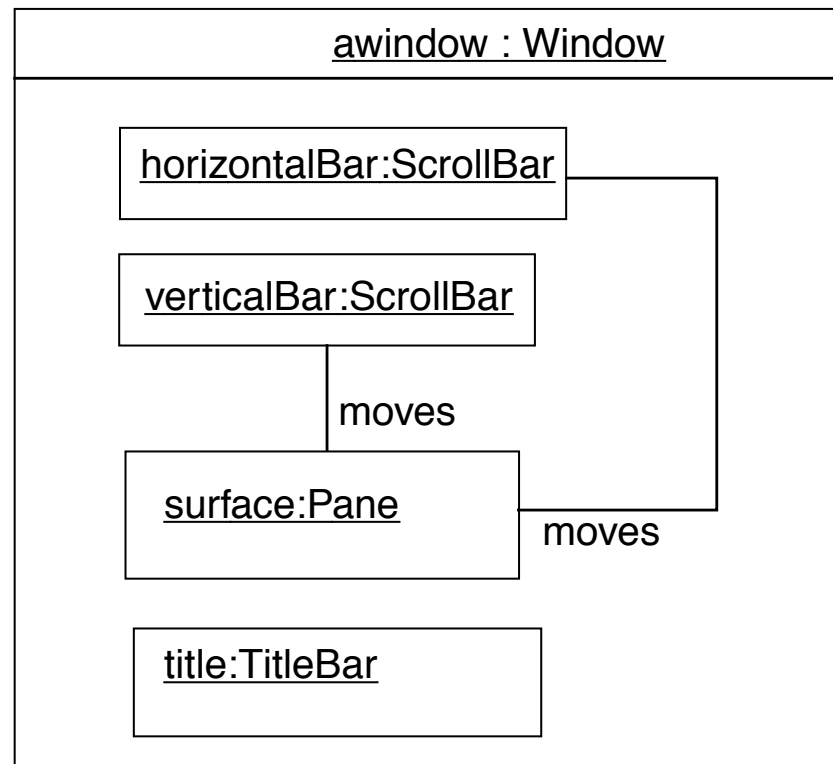 awindow : Window
horizontalBar:ScrollBar
verticalBar:ScrollBar
moves
surface:Pane
moves
title:TitleBar